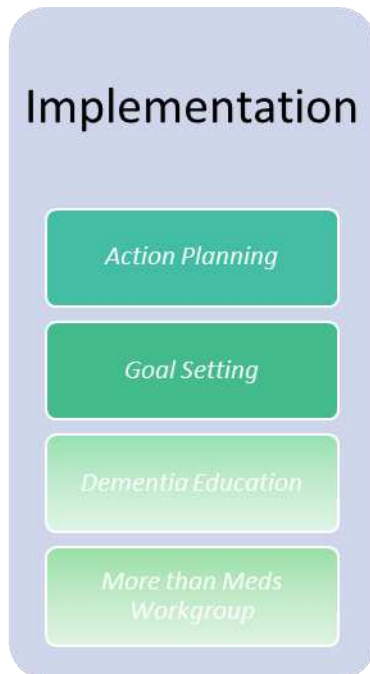 Implementation
Action Planning
Goal Setting
Dementia Education
More than Meds
Workgroup